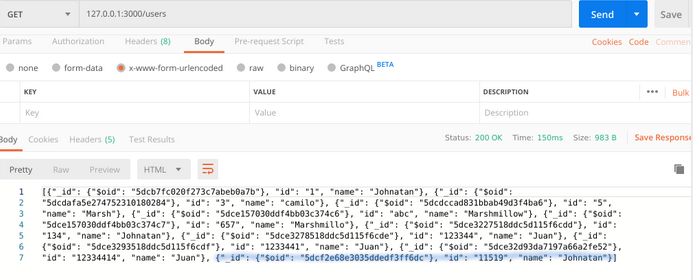 GET 127.0.0.1:3000/users Send Save
Params Authorization Headers (8) Body Pre-request Script Tests Cookies Code Commen
none form-data x-www-form-urlencoded raw binary GraphQL BETA
KEY VALUE DESCRIPTION ••• Bulk
Key Value Description
Body Cookies Headers (5) Test Results Status: 200 OK Time: 150ms Size: 983 B Save Response
Pretty Raw Preview HTML
1 [{"_id": {"$oid": "5dcb7fc020f273c7abeb0a7b"}, "id": "1", "name": "Johnatan"}, {"_id": {"$oid":
2 "5dcdafa5e274752310180284"}, "id": "3", "name": "camilo"}, {"_id": {"$oid": "5dcdccad831bbab49d3f4ba6"}, "id": "5",
3 "name": "Marsh"}, {"_id": {"$oid": "5dce157030ddf4bb03c374c6"}, "id": "abc", "name": "Marshmillow"}, {"_id": {"$oid":
4 "5dce157030ddf4bb03c374c7"}, "id": "657", "name": "Marshmillo"}, {"_id": {"$oid": "5dce3227518ddc5d115f6cdd"}, "id":
5 "134", "name": "Johnatan"}, {"_id": {"$oid": "5dce3278518ddc5d115f6cde"}, "id": "123344", "name": "Juan"}, {"_id":
6 {"$oid": "5dce3293518ddc5d115f6cdf"}, "id": "1233441", "name": "Juan"}, {"_id": {"$oid": "5dce32d93da7197a66a2fe52"},
7 "id": "12334414", "name": "Juan"}, {"_id": {"$oid": "5dcf2e68e3035ddedf3ff6dc"}, "id": "11519", "name": "Johnatan"}]